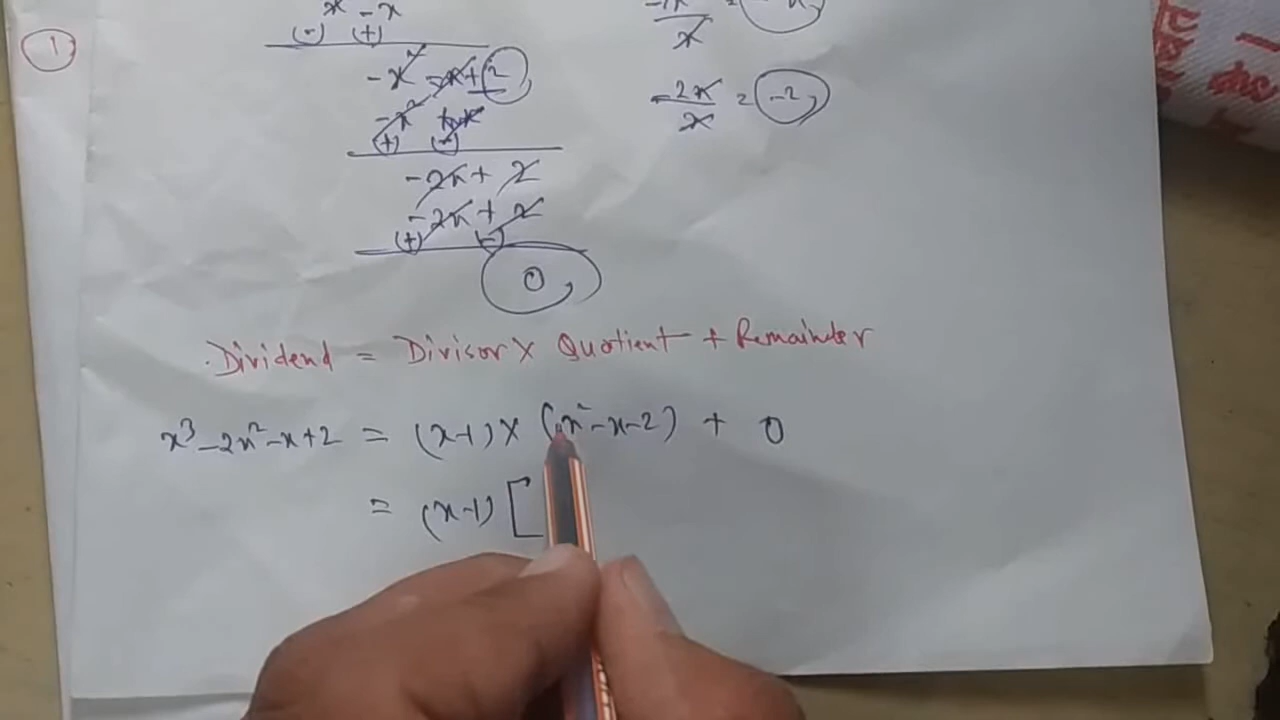 1
x² - x
(-) (+)
-x² - x + 2
-x² + x
(+) (-)
-2x + 2
-2x + 2
(+) (-)
0,
-2x/x = -2,
Dividend = Divisor × Quotient + Remainder
x³ - 2x² - x + 2 = (x-1) × (x² - x - 2) + 0
= (x-1) [